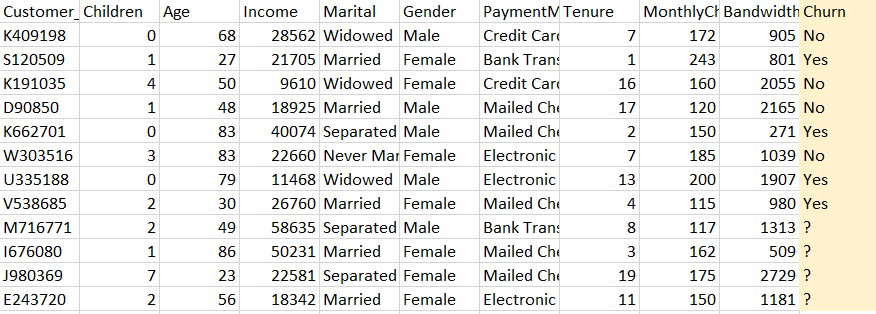 Customer_ Children Age Income Marital Gender PaymentM Tenure MonthlyCh Bandwidth Churn
K409198 0 68 28562 Widowed Male Credit Card 7 172 905 No
S120509 1 27 21705 Married Female Bank Trans 1 243 801 Yes
K191035 4 50 9610 Widowed Female Credit Card 16 160 2055 No
D90850 1 48 18925 Married Male Mailed Che 17 120 2165 No
K662701 0 83 40074 Separated Male Mailed Che 2 150 271 Yes
W303516 3 83 22660 Never Mar Female Electronic 7 185 1039 No
U335188 0 79 11468 Widowed Male Electronic 13 200 1907 Yes
V538685 2 30 26760 Married Female Mailed Che 4 115 980 Yes
M716771 2 49 58635 Separated Male Bank Trans 8 117 1313 ?
I676080 1 86 50231 Married Female Mailed Che 3 162 509 ?
J980369 7 23 22581 Separated Female Mailed Che 19 175 2729 ?
E243720 2 56 18342 Married Female Electronic 11 150 1181 ?